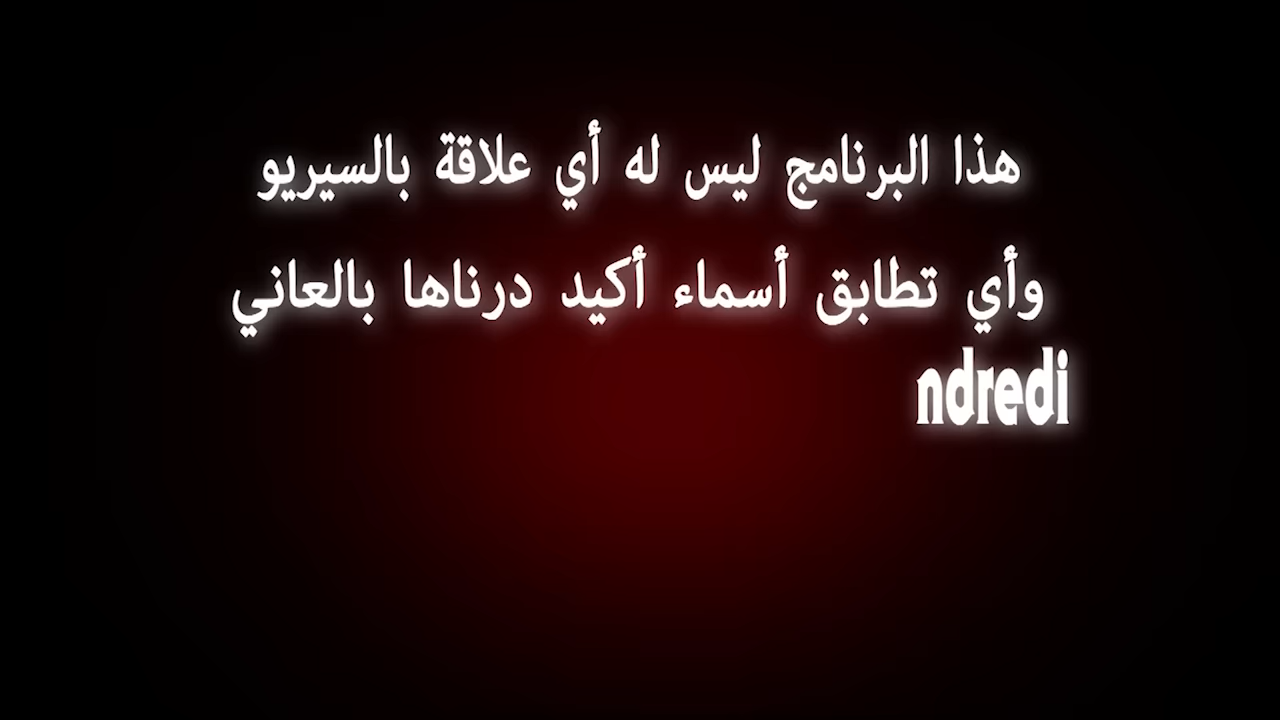 هذا البرنامج ليس له أي علاقة بالسيريو
وأي تطابق أسماء أكيد درناها بالعاني
ndredi